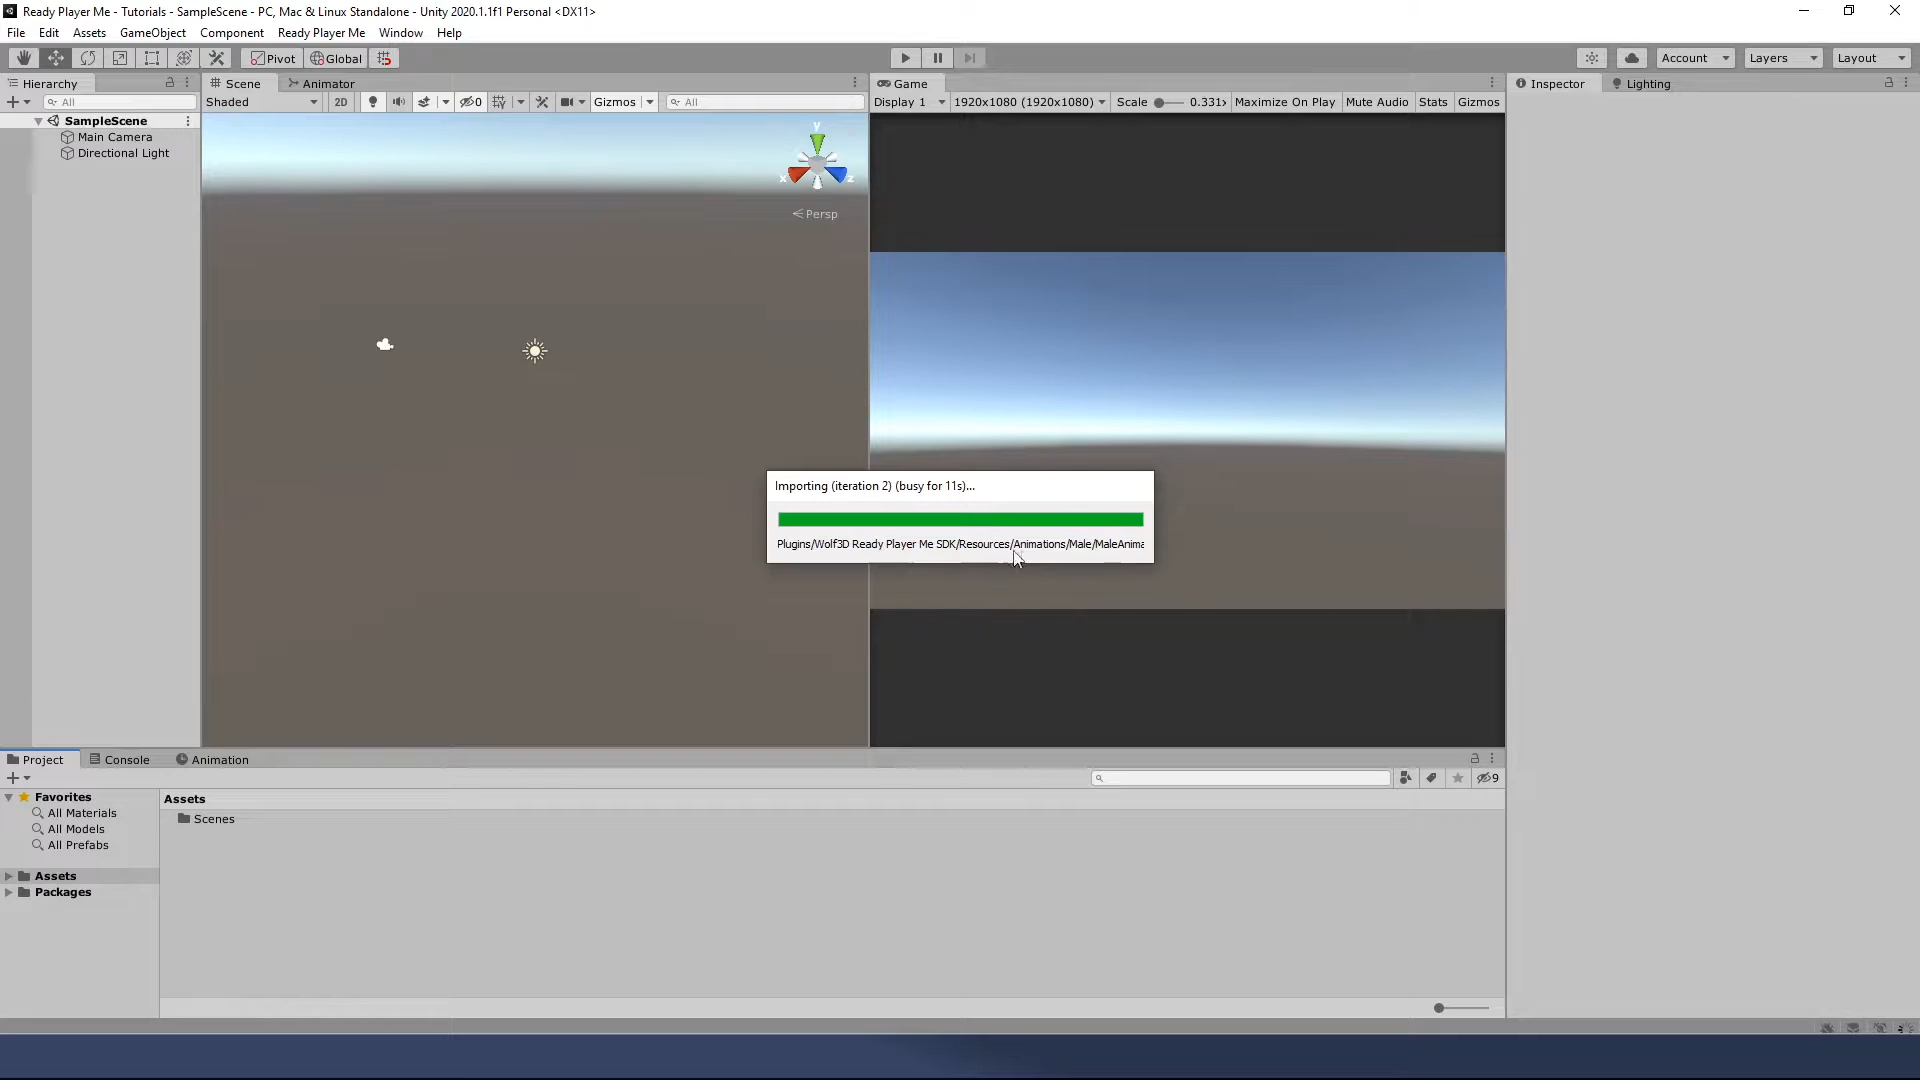 Ready Player Me - Tutorials - SampleScene - PC, Mac & Linux Standalone - Unity 2020.1.1f1 Personal <DX11>
File Edit Assets GameObject Component Ready Player Me Window Help
Pivot Global Account Layers Layout
Hierarchy Scene Animator Game Inspector Lighting
All Shaded 2D 0 Gizmos All Display 1 1920x1080 (1920x1080) Scale 0.331x Maximize On Play Mute Audio Stats Gizmos
SampleScene
Main Camera
Directional Light
y
x z
Persp
Importing (iteration 2) (busy for 11s)...
Plugins/Wolf3D Ready Player Me SDK/Resources/Animations/Male/MaleAnima
Project Console Animation
9
Favorites Assets
All Materials Scenes
All Models
All Prefabs
Assets
Packages